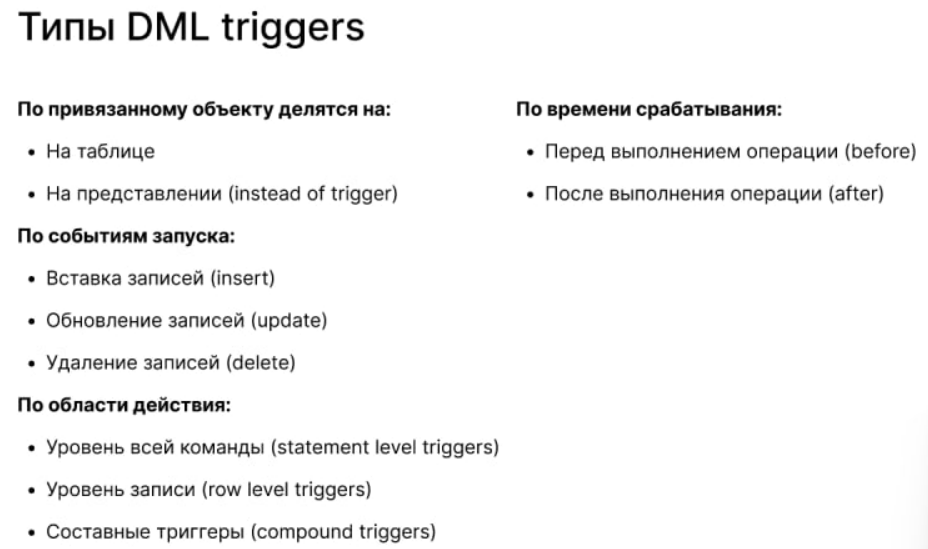 Типы DML triggers
По привязанному объекту делятся на:
• На таблице
• На представлении (instead of trigger)
По событиям запуска:
• Вставка записей (insert)
• Обновление записей (update)
• Удаление записей (delete)
По области действия:
• Уровень всей команды (statement level triggers)
• Уровень записи (row level triggers)
• Составные триггеры (compound triggers)
По времени срабатывания:
• Перед выполнением операции (before)
• После выполнения операции (after)